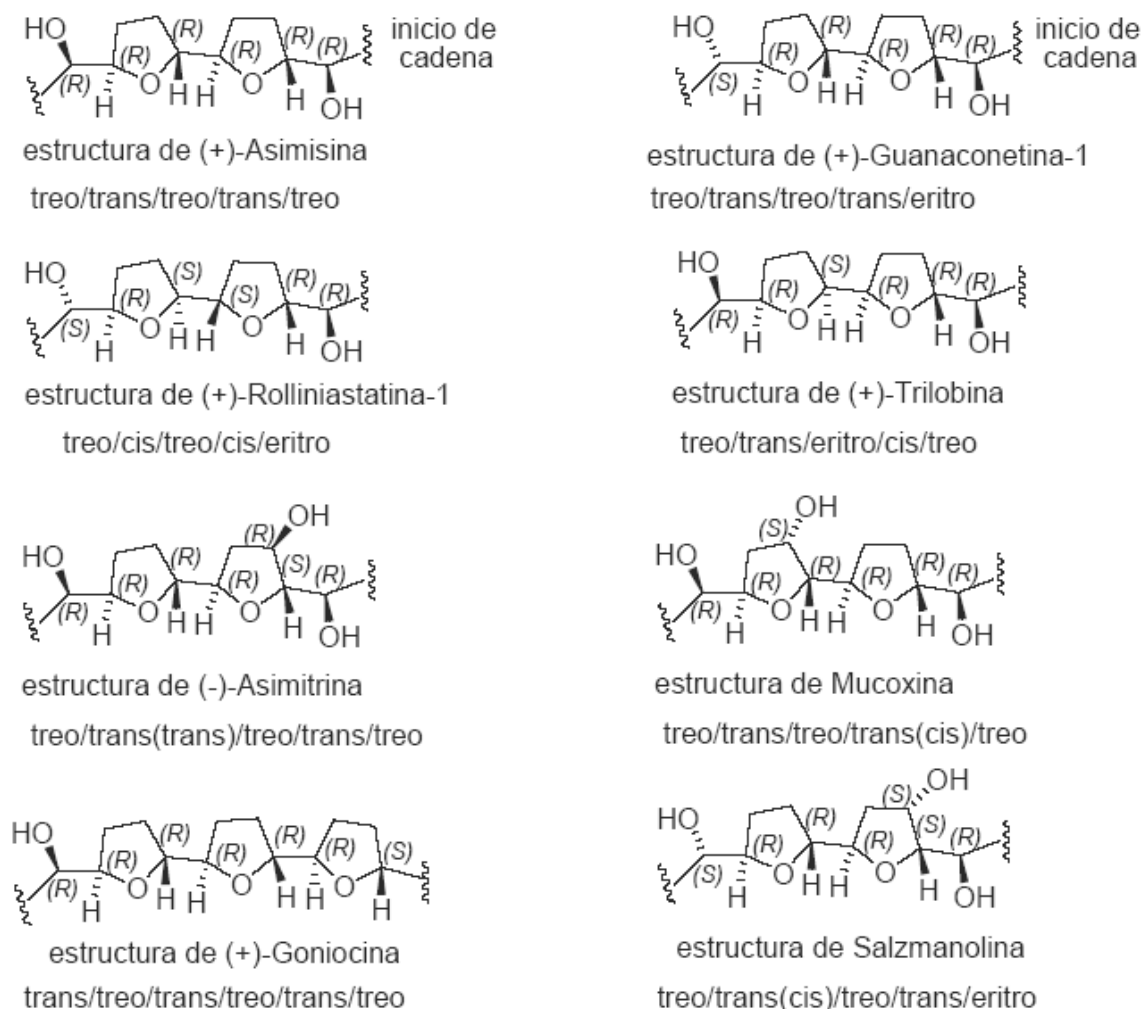 HO (R) (R) (R) inicio de
(R) (R) (R) cadena
(R) O O
H H H H
OH
estructura de (+)-Asimisina
treo/trans/treo/trans/treo
HO (R) (R) (R) inicio de
(R) (R) (R) cadena
(S) O O
H H H H
OH
estructura de (+)-Guanaconetina-1
treo/trans/treo/trans/eritro
HO (S) (R)
(R) (S) (R)
(S) O O
H H H H
OH
estructura de (+)-Rolliniastatina-1
treo/cis/treo/cis/eritro
HO (S) (R) (R)
(R) (R)
(R) O O
H H H H
OH
estructura de (+)-Trilobina
treo/trans/eritro/cis/treo
OH
(R)
HO (R) (S)
(R) (R) (R)
(R) O O
H H H H
OH
estructura de (-)-Asimitrina
treo/trans(trans)/treo/trans/treo
OH
(S)
HO (R) (R) (R)
(R) (R)
(R) O O
H H H H
OH
estructura de Mucoxina
treo/trans/treo/trans(cis)/treo
HO (R) (R) (S)
(R) (R) (R)
(R) O O O
H H H H H H
estructura de (+)-Goniocina
trans/treo/trans/treo/trans/treo
OH
(S)
HO (R) (S)
(R) (R) (R)
(S) O O
H H H H
OH
estructura de Salzmanolina
treo/trans(cis)/treo/trans/eritro